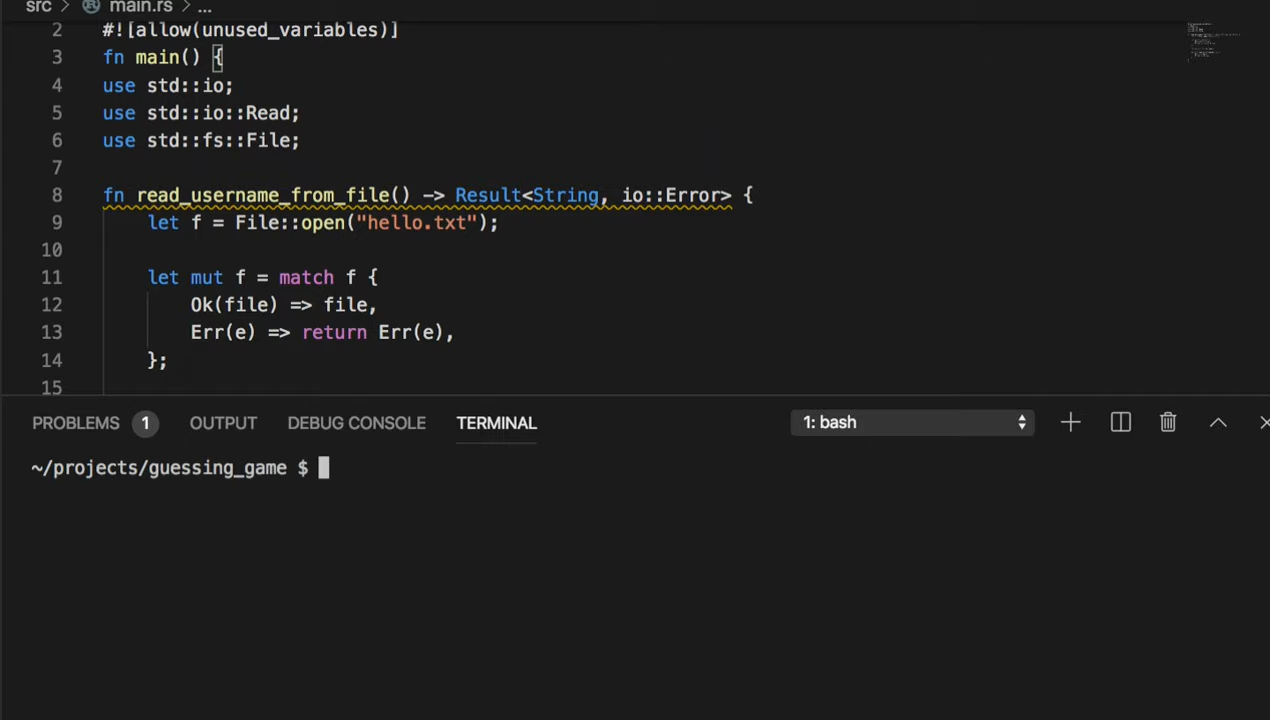 src > main.rs > ...
2 #![allow(unused_variables)]
3 fn main() {
4 use std::io;
5 use std::io::Read;
6 use std::fs::File;
7
8 fn read_username_from_file() -> Result<String, io::Error> {
9     let f = File::open("hello.txt");
10
11     let mut f = match f {
12         Ok(file) => file,
13         Err(e) => return Err(e),
14     };
15
PROBLEMS 1 OUTPUT DEBUG CONSOLE TERMINAL 1: bash
~/projects/guessing_game $